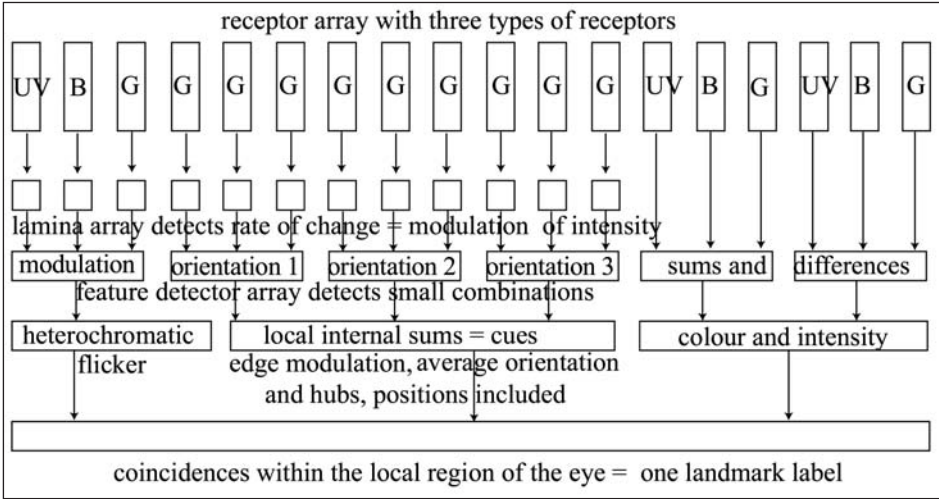 receptor array with three types of receptors
UV B G G G G G G G G G G UV B G UV B G
lamina array detects rate of change = modulation of intensity
modulation orientation 1 orientation 2 orientation 3 sums and differences
feature detector array detects small combinations
heterochromatic local internal sums = cues colour and intensity
flicker edge modulation, average orientation
and hubs, positions included
coincidences within the local region of the eye = one landmark label